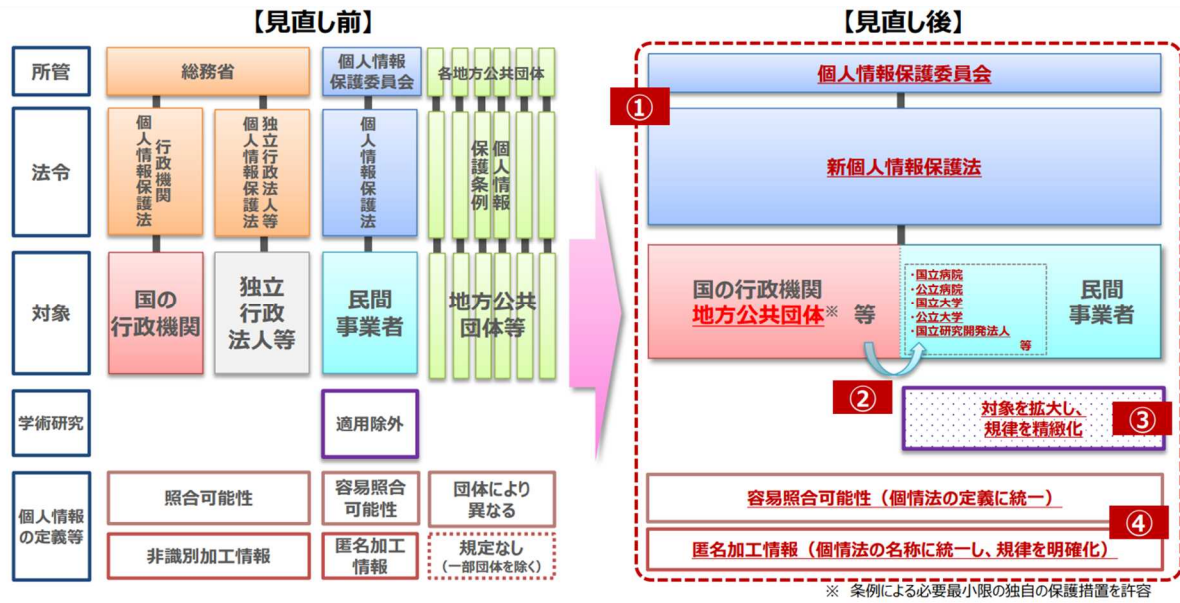 【見直し前】
所管
総務省
個人情報
保護委員会
各地方公共団体
法令
行政機関
個人情報保護法
独立行政法人等
個人情報保護法
個人情報保護法
個人情報
保護条例
対象
国の
行政機関
独立
行政
法人等
民間
事業者
地方公共
団体等
学術研究
適用除外
個人情報
の定義等
照合可能性
容易照合
可能性
団体により
異なる
非識別加工情報
匿名加工
情報
規定なし
(一部団体を除く)
【見直し後】
①
個人情報保護委員会
新個人情報保護法
国の行政機関
地方公共団体※ 等
・国立病院
・公立病院
・国立大学
・公立大学
・国立研究開発法人
等
民間
事業者
②
対象を拡大し、
規律を精緻化
③
容易照合可能性（個情法の定義に統一）
④
匿名加工情報（個情法の名称に統一し、規律を明確化）
※ 条例による必要最小限の独自の保護措置を許容